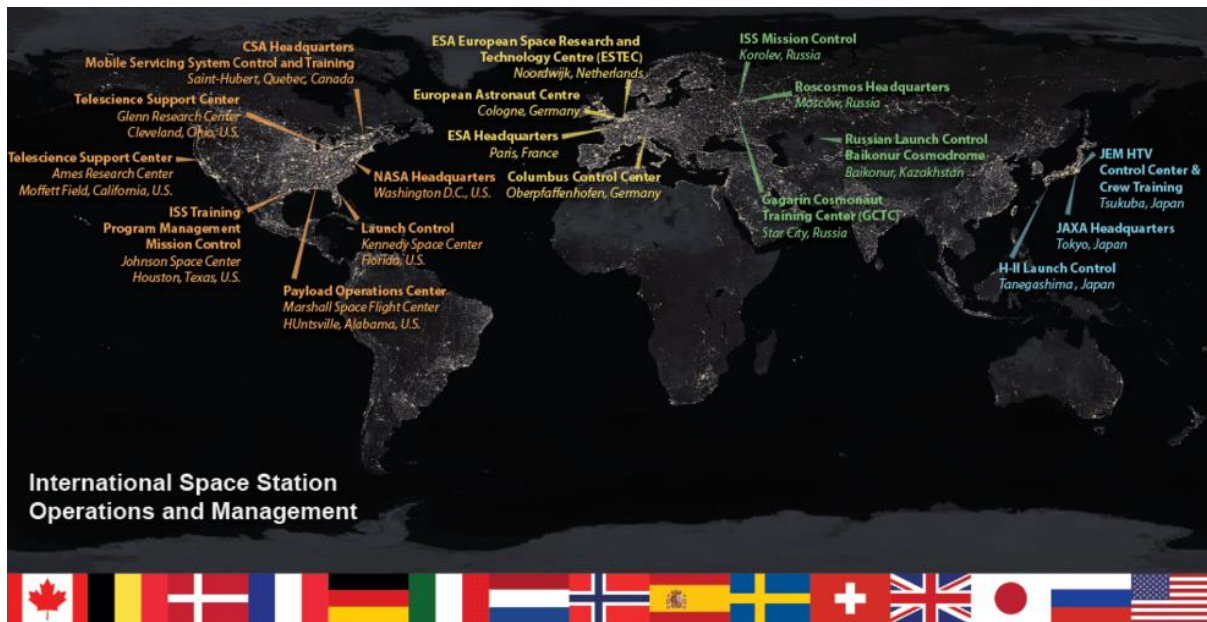 CSA Headquarters
Mobile Servicing System Control and Training
Saint-Hubert, Quebec, Canada
Telescience Support Center
Glenn Research Center
Cleveland, Ohio, U.S.
Telescience Support Center
Ames Research Center
Moffett Field, California, U.S.
NASA Headquarters
Washington D.C., U.S.
ISS Training
Program Management
Mission Control
Johnson Space Center
Houston, Texas, U.S.
Launch Control
Kennedy Space Center
Florida, U.S.
Payload Operations Center
Marshall Space Flight Center
HUntsville, Alabama, U.S.
ESA European Space Research and
Technology Centre (ESTEC)
Noordwijk, Netherlands
European Astronaut Centre
Cologne, Germany
ESA Headquarters
Paris, France
Columbus Control Center
Oberpfaffenhofen, Germany
ISS Mission Control
Korolev, Russia
Roscosmos Headquarters
Moscow, Russia
Russian Launch Control
Baikonur Cosmodrome
Baikonur, Kazakhstan
Gagarin Cosmonaut
Training Center (GCTC)
Star City, Russia
JEM HTV
Control Center &
Crew Training
Tsukuba, Japan
JAXA Headquarters
Tokyo, Japan
H-II Launch Control
Tanegashima, Japan
International Space Station
Operations and Management